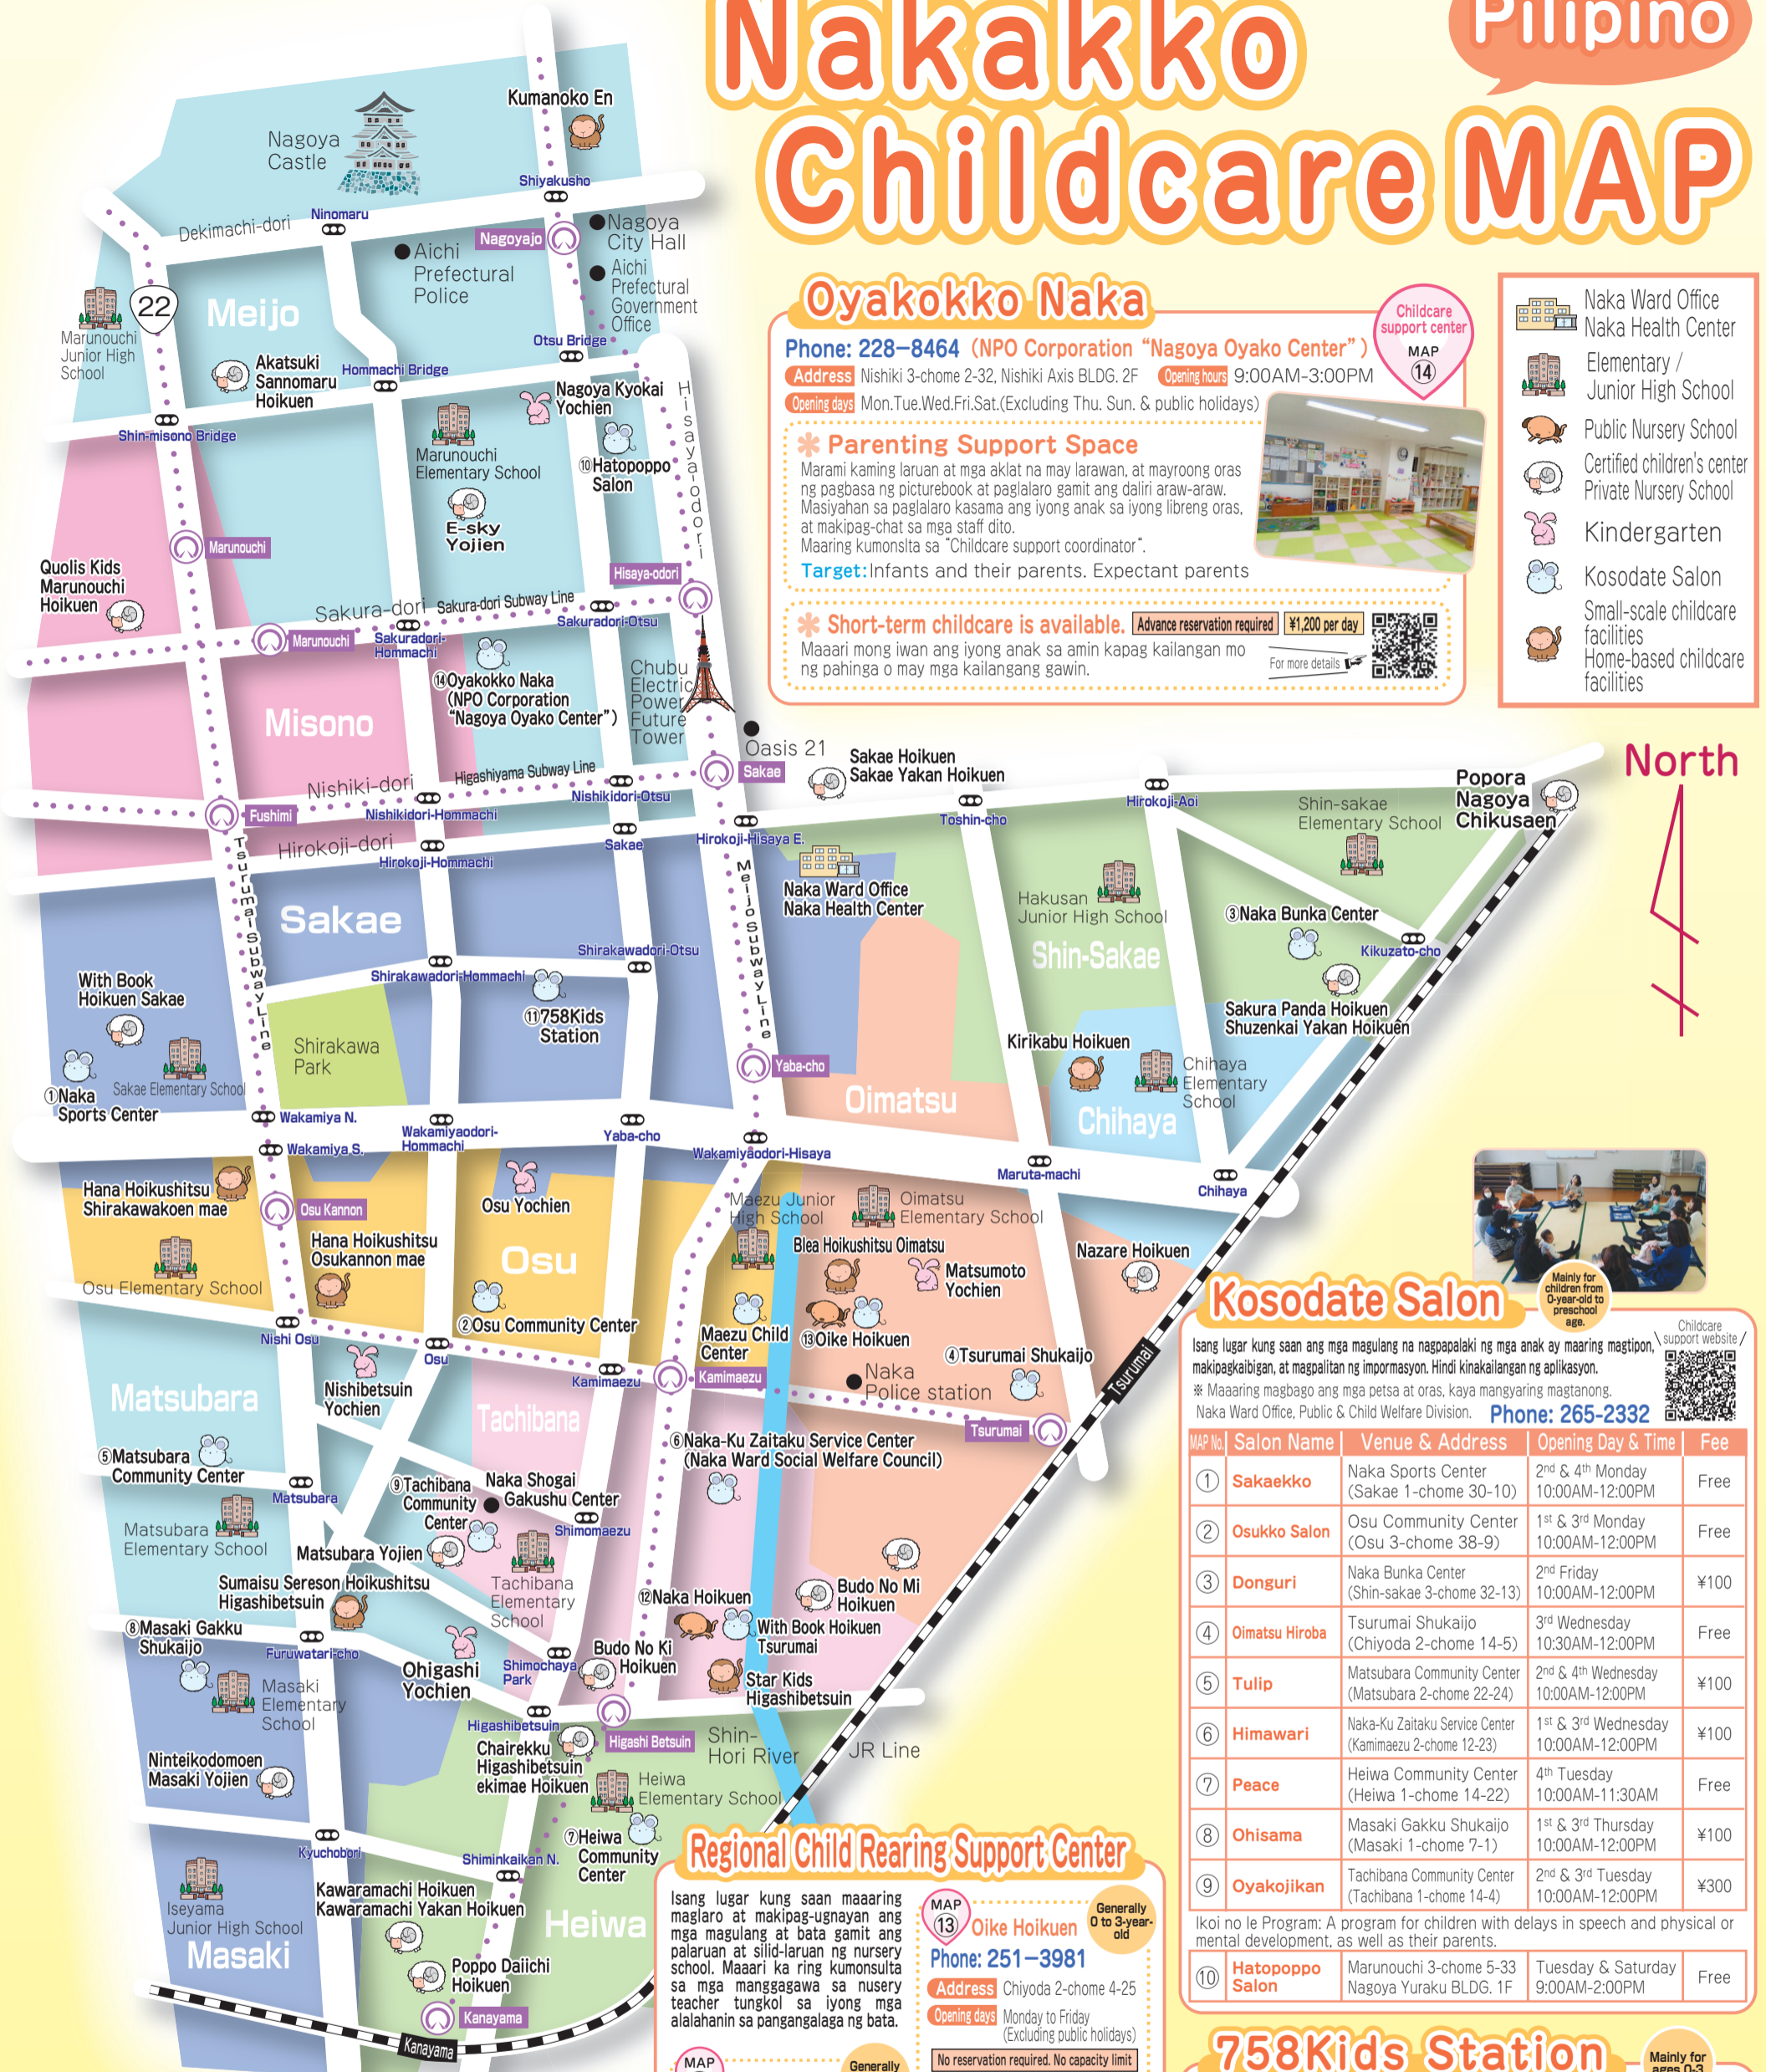 Nakakko
Childcare MAP
Pilipino
Kumanoko En
Nagoya
Castle
Shiyakusho
Ninomaru
Dekimachi-dori
Nagoyajo
Nagoya
City Hall
Aichi
Prefectural
Police
Aichi
Prefectural
Government
Office
22
Meijo
Marunouchi
Junior High
School
Akatsuki
Sannomaru
Hoikuen
Hommachi Bridge
Otsu Bridge
Shin-misono Bridge
Nagoya Kyokai
Yochien
Hisaya-odori
Marunouchi
Elementary School
⑩Hatopoppo
Salon
E-sky
Yojien
Marunouchi
Quolis Kids
Marunouchi
Hoikuen
Hisaya-odori
Sakura-dori
Sakura-dori Subway Line
Marunouchi
Sakuradori-
Hommachi
Sakuradori-Otsu
⑭Oyakokko Naka
(NPO Corporation
“Nagoya Oyako Center”)
Chubu
Electric
Power
Future
Tower
Misono
Oasis 21
Sakae
Nishiki-dori
Higashiyama Subway Line
Nishikidori-Otsu
Fushimi
Nishikidori-Hommachi
Hirokoji-dori
Hirokoji-Hommachi
Sakae
Hirokoji-Hisaya E.
Sakae Hoikuen
Sakae Yakan Hoikuen
Toshin-cho
Hirokoji-Aoi
Shin-sakae
Elementary School
Popora
Nagoya
Chikusaen
North
Tsurumai Subway Line
Meijo Subway Line
Naka Ward Office
Naka Health Center
Sakae
Hakusan
Junior High School
③Naka Bunka Center
Kikuzato-cho
Shin-Sakae
Shirakawadori-Otsu
Shirakawadori-Hommachi
With Book
Hoikuen Sakae
⑪758Kids
Station
Sakura Panda Hoikuen
Shuzenkai Yakan Hoikuen
Shirakawa
Park
Kirikabu Hoikuen
Chihaya
Elementary
School
Yaba-cho
Sakae Elementary School
①Naka
Sports Center
Oimatsu
Chihaya
Wakamiya N.
Wakamiya S.
Wakamiyaodori-
Hommachi
Yaba-cho
Wakamiyaodori-Hisaya
Maruta-machi
Chihaya
Hana Hoikushitsu
Shirakawakoen mae
Osu Kannon
Osu Yochien
Maezu Junior
High School
Oimatsu
Elementary School
Hana Hoikushitsu
Osukannon mae
Osu
Blea Hoikushitsu Oimatsu
Matsumoto
Yochien
Nazare Hoikuen
Osu Elementary School
②Osu Community Center
Maezu Child
Center
⑬Oike Hoikuen
Nishi Osu
Osu
Kamimaezu
Kamimaezu
④Tsurumai Shukaijo
Naka
Police station
Tsurumai
Tsurumai
Nishibetsuin
Yochien
Matsubara
Tachibana
⑤Matsubara
Community Center
⑥Naka-Ku Zaitaku Service Center
(Naka Ward Social Welfare Council)
Matsubara
⑨Tachibana
Community
Center
Naka Shogai
Gakushu Center
Shimomaezu
Matsubara
Elementary School
Matsubara Yojien
Tachibana
Elementary
School
Sumaisu Sereson Hoikushitsu
Higashibetsuin
⑫Naka Hoikuen
Budo No Mi
Hoikuen
With Book Hoikuen
Tsurumai
⑧Masaki Gakku
Shukaijo
Furuwatari-cho
Ohigashi
Yochien
Shimochaya
Park
Budo No Ki
Hoikuen
Star Kids
Higashibetsuin
Masaki
Elementary
School
Higashibetsuin
Higashi Betsuin
Shin-
Hori River
JR Line
Chairekku
Higashibetsuin
ekimae Hoikuen
Ninteikodomoen
Masaki Yojien
Heiwa
Elementary School
⑦Heiwa
Community
Center
Kyuchobori
Shiminkaikan N.
Iseyama
Junior High School
Masaki
Kawaramachi Hoikuen
Kawaramachi Yakan Hoikuen
Heiwa
Poppo Daiichi
Hoikuen
Kanayama
Kanayama
Oyakokko Naka
Childcare
support center
MAP
⑭
Phone: 228-8464 (NPO Corporation “Nagoya Oyako Center”)
Address Nishiki 3-chome 2-32, Nishiki Axis BLDG. 2F Opening hours 9:00AM-3:00PM
Opening days Mon.Tue.Wed.Fri.Sat.(Excluding Thu. Sun. & public holidays)
Parenting Support Space
Marami kaming laruan at mga aklat na may larawan, at mayroong oras
ng pagbasa ng picturebook at paglalaro gamit ang daliri araw-araw.
Masiyahan sa paglalaro kasama ang iyong anak sa iyong libreng oras,
at makipag-chat sa mga staff dito.
Maaring kumonslta sa “Childcare support coordinator”.
Target:Infants and their parents. Expectant parents
Short-term childcare is available. Advance reservation required ¥1,200 per day
Maaari mong iwan ang iyong anak sa amin kapag kailangan mo
ng pahinga o may mga kailangang gawin.
For more details
Naka Ward Office
Naka Health Center
Elementary /
Junior High School
Public Nursery School
Certified children's center
Private Nursery School
Kindergarten
Kosodate Salon
Small-scale childcare
facilities
Home-based childcare
facilities
Kosodate Salon
Mainly for
children from
0-year-old to
preschool
age.
Isang lugar kung saan ang mga magulang na nagpapalaki ng mga anak ay maaring magtipon,
makipagkaibigan, at magpalitan ng impormasyon. Hindi kinakailangan ng aplikasyon.
※ Maaaring magbago ang mga petsa at oras, kaya mangyaring magtanong.
Naka Ward Office, Public & Child Welfare Division. Phone: 265-2332
Childcare
support website
MAP No. Salon Name Venue & Address Opening Day & Time Fee
① Sakaekko Naka Sports Center (Sakae 1-chome 30-10) 2nd & 4th Monday 10:00AM-12:00PM Free
② Osukko Salon Osu Community Center (Osu 3-chome 38-9) 1st & 3rd Monday 10:00AM-12:00PM Free
③ Donguri Naka Bunka Center (Shin-sakae 3-chome 32-13) 2nd Friday 10:00AM-12:00PM ¥100
④ Oimatsu Hiroba Tsurumai Shukaijo (Chiyoda 2-chome 14-5) 3rd Wednesday 10:30AM-12:00PM Free
⑤ Tulip Matsubara Community Center (Matsubara 2-chome 22-24) 2nd & 4th Wednesday 10:00AM-12:00PM ¥100
⑥ Himawari Naka-Ku Zaitaku Service Center (Kamimaezu 2-chome 12-23) 1st & 3rd Wednesday 10:00AM-12:00PM ¥100
⑦ Peace Heiwa Community Center (Heiwa 1-chome 14-22) 4th Tuesday 10:00AM-11:30AM Free
⑧ Ohisama Masaki Gakku Shukaijo (Masaki 1-chome 7-1) 1st & 3rd Thursday 10:00AM-12:00PM ¥100
⑨ Oyakojikan Tachibana Community Center (Tachibana 1-chome 14-4) 2nd & 3rd Tuesday 10:00AM-12:00PM ¥300
Ikoi no Ie Program: A program for children with delays in speech and physical or
mental development, as well as their parents.
⑩ Hatopoppo Salon Marunouchi 3-chome 5-33 Nagoya Yuraku BLDG. 1F Tuesday & Saturday 9:00AM-2:00PM Free
Regional Child Rearing Support Center
Isang lugar kung saan maaaring
maglaro at makipag-ugnayan ang
mga magulang at bata gamit ang
palaruan at silid-laruan ng nursery
school. Maaari ka ring kumonsulta
sa mga manggagawa sa nusery
teacher tungkol sa iyong mga
alalahanin sa pangangalaga ng bata.
MAP
⑬
Oike Hoikuen
Generally
0 to 3-year-
old
Phone: 251-3981
Address Chiyoda 2-chome 4-25
Opening days Monday to Friday
(Excluding public holidays)
No reservation required. No capacity limit
MAP
Generally
758Kids Station
Mainly for
ages 0-3